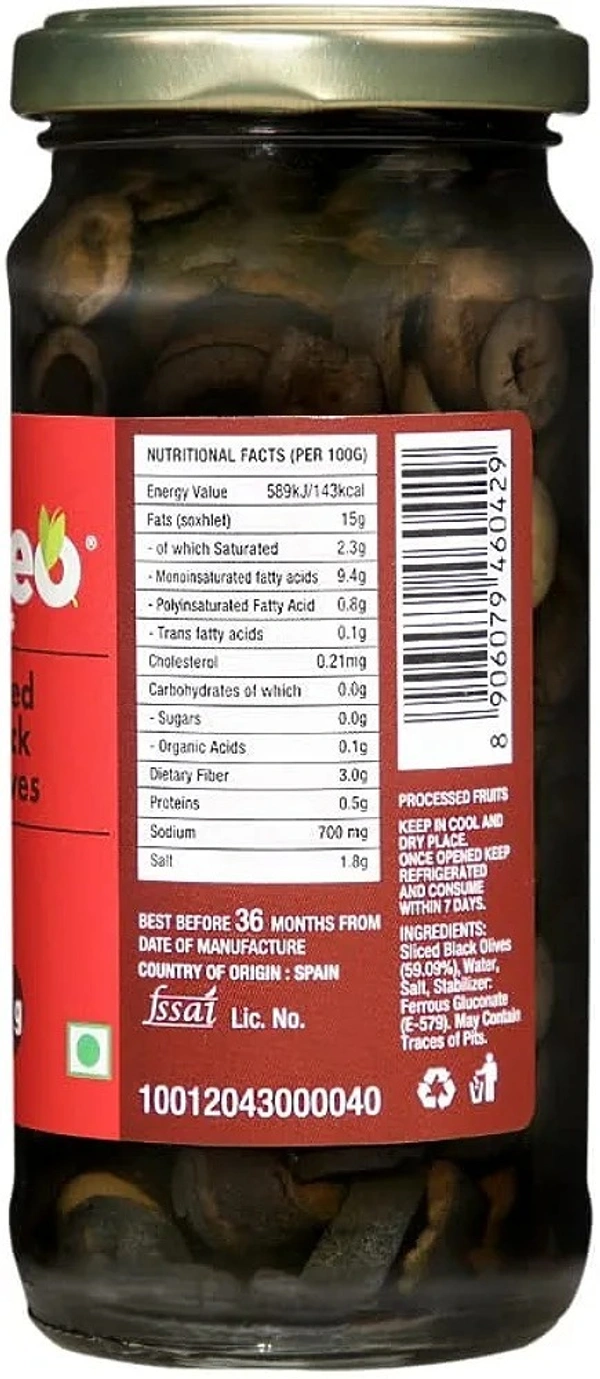 eo®
ed
ck
ves
g
NUTRITIONAL FACTS (PER 100G)
Energy Value 589kJ/143kcal
Fats (soxhlet) 15g
- of which Saturated 2.3g
- Monoinsaturated fatty acids 9.4g
- Polyinsaturated Fatty Acid 0.8g
- Trans fatty acids 0.1g
Cholesterol 0.21mg
Carbohydrates of which 0.0g
- Sugars 0.0g
- Organic Acids 0.1g
Dietary Fiber 3.0g
Proteins 0.5g
Sodium 700 mg
Salt 1.8g
BEST BEFORE 36 MONTHS FROM
DATE OF MANUFACTURE
COUNTRY OF ORIGIN : SPAIN
fssai Lic. No.
10012043000040
8 906079 460429
PROCESSED FRUITS
KEEP IN COOL AND
DRY PLACE.
ONCE OPENED KEEP
REFRIGERATED
AND CONSUME
WITHIN 7 DAYS.
INGREDIENTS:
Sliced Black Olives
(59.09%), Water,
Salt, Stabilizer:
Ferrous Gluconate
(E-579). May Contain
Traces of Pits.